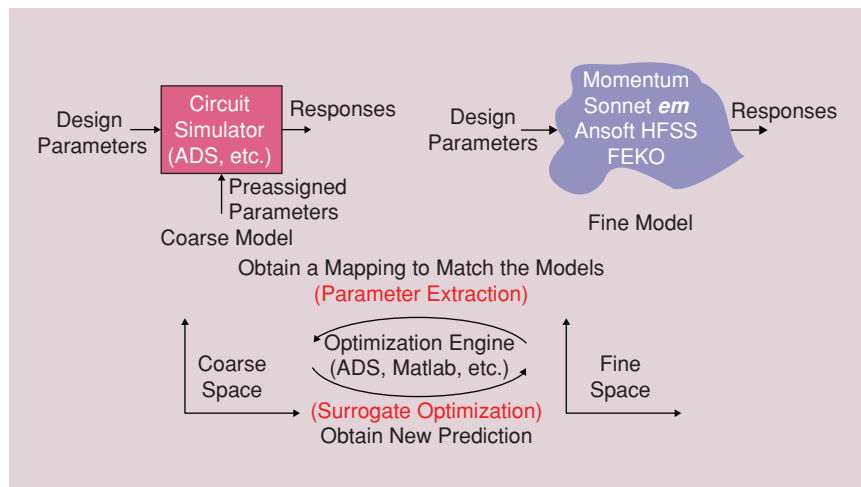 Design
Parameters
Circuit
Simulator
(ADS, etc.)
Responses
Preassigned
Parameters
Coarse Model
Design
Parameters
Momentum
Sonnet em
Ansoft HFSS
FEKO
Responses
Fine Model
Obtain a Mapping to Match the Models
(Parameter Extraction)
Coarse
Space
Optimization Engine
(ADS, Matlab, etc.)
Fine
Space
(Surrogate Optimization)
Obtain New Prediction